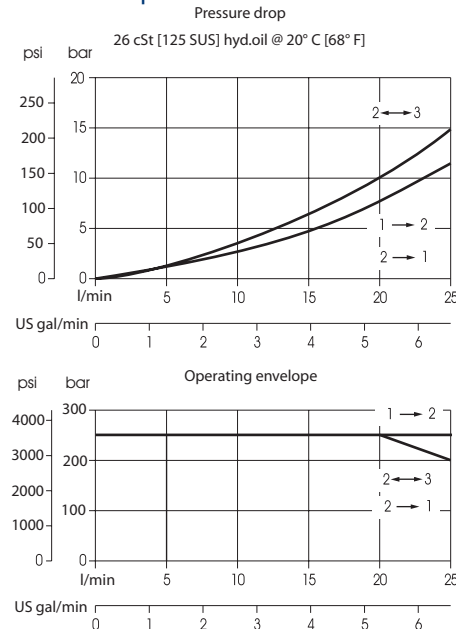 Pressure drop
26 cSt [125 SUS] hyd.oil @ 20° C [68° F]
psi bar
20
250
2 ↔ 3
200 15
150 10
100
1 → 2
50 5
2 → 1
0 0
l/min 5 10 15 20 25
US gal/min
0 1 2 3 4 5 6
Operating envelope
psi bar
300
1 → 2
4000
3000 200
2 ↔ 3
2000
2 → 1
1000 100
0 0
l/min 5 10 15 20 25
US gal/min
0 1 2 3 4 5 6